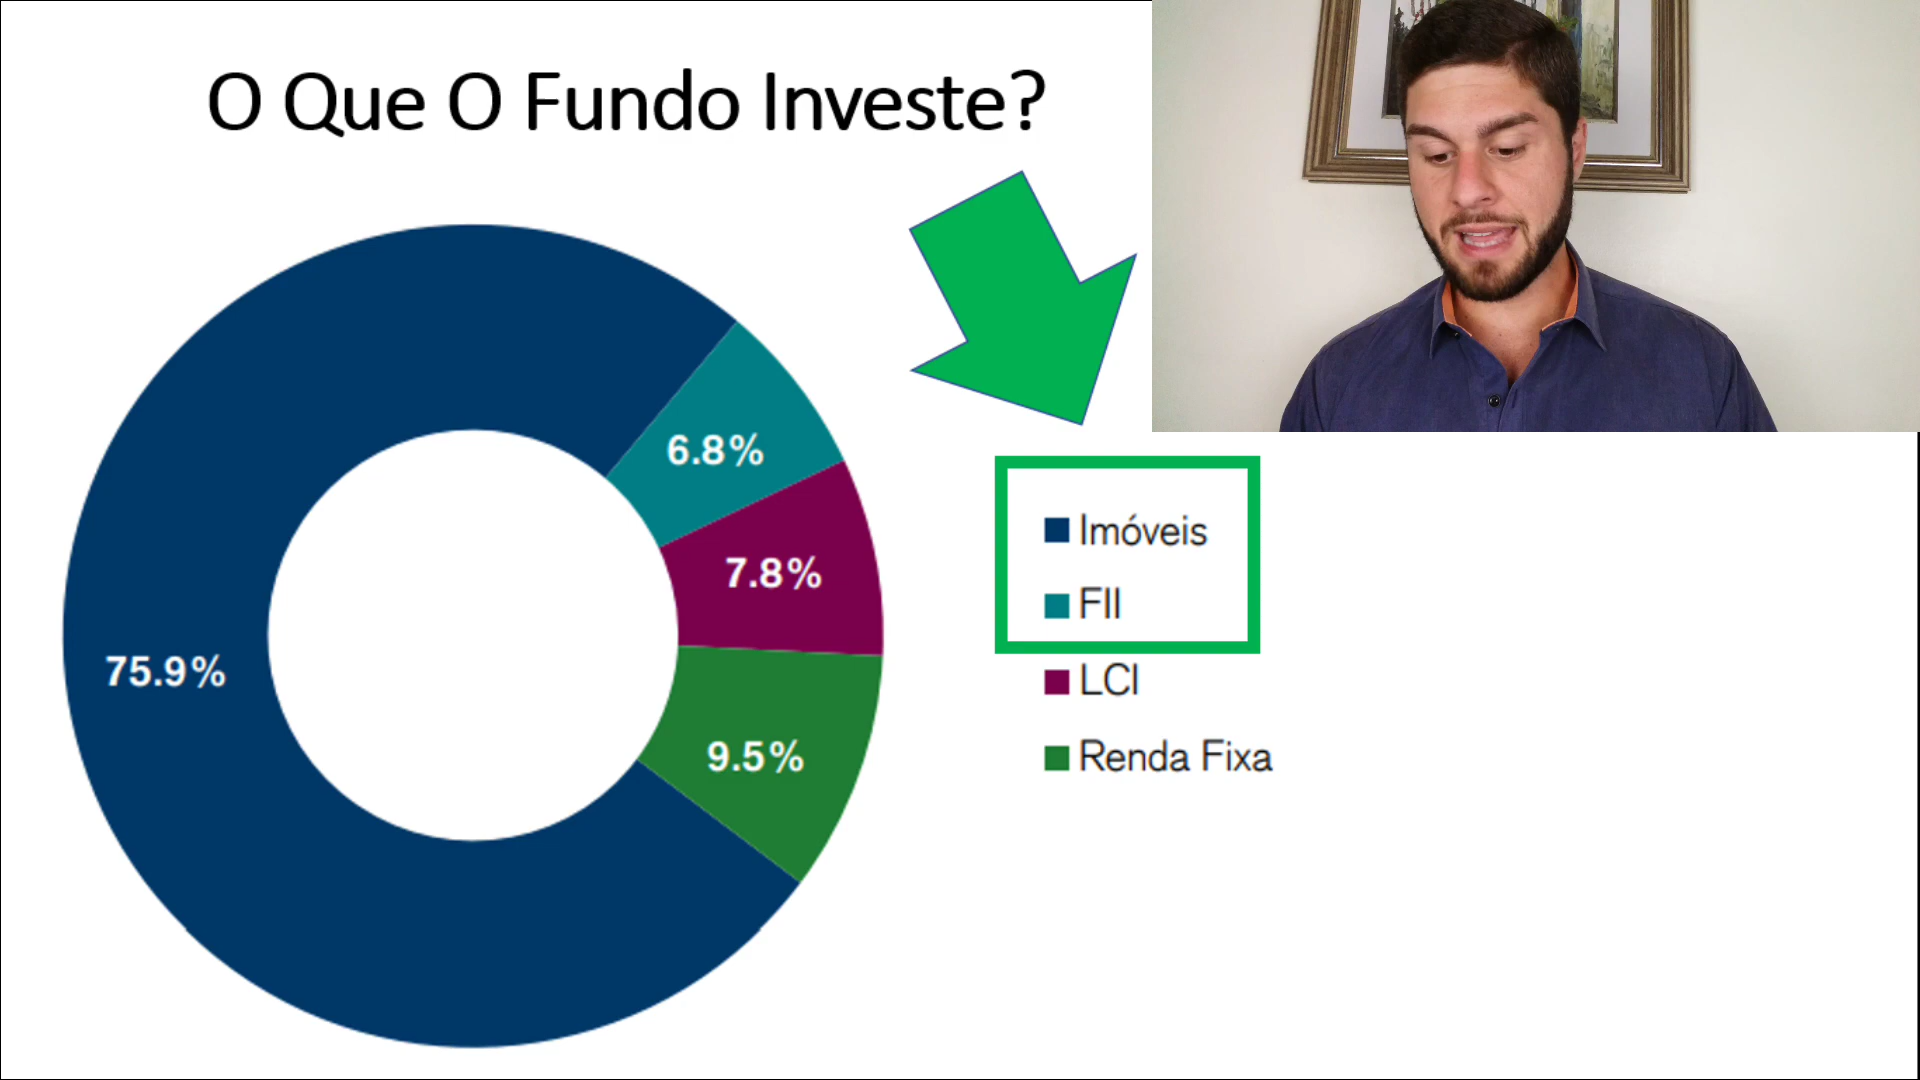 O Que O Fundo Investe?
6.8%
7.8%
75.9%
9.5%
Imóveis
FII
LCI
Renda Fixa